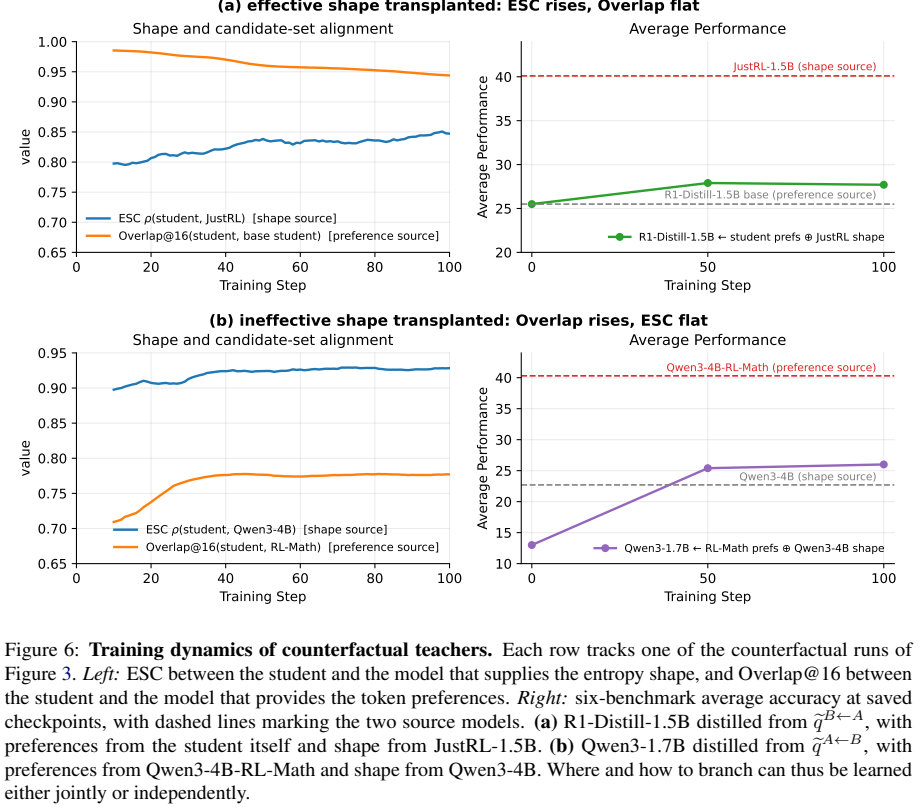 (a) effective shape transplanted: ESC rises, Overlap flat
Shape and candidate-set alignment
1.00
0.95
0.90
0.85
0.80
0.75
0.70
0.65
value
ESC ρ(student, JustRL) [shape source]
Overlap@16(student, base student) [preference source]
0 20 40 60 80 100
Training Step
Average Performance
40
35
30
25
20
Average Performance
JustRL-1.5B (shape source)
R1-Distill-1.5B base (preference source)
R1-Distill-1.5B ← student prefs ⊕ JustRL shape
0 50 100
Training Step
(b) ineffective shape transplanted: Overlap rises, ESC flat
Shape and candidate-set alignment
0.95
0.90
0.85
0.80
0.75
0.70
0.65
value
ESC ρ(student, Qwen3-4B) [shape source]
Overlap@16(student, RL-Math) [preference source]
0 20 40 60 80 100
Training Step
Average Performance
40
35
30
25
20
15
10
Average Performance
Qwen3-4B-RL-Math (preference source)
Qwen3-4B (shape source)
Qwen3-1.7B ← RL-Math prefs ⊕ Qwen3-4B shape
0 50 100
Training Step
Figure 6: Training dynamics of counterfactual teachers. Each row tracks one of the counterfactual runs of
Figure 3. Left: ESC between the student and the model that supplies the entropy shape, and Overlap@16 between
the student and the model that provides the token preferences. Right: six-benchmark average accuracy at saved
checkpoints, with dashed lines marking the two source models. (a) R1-Distill-1.5B distilled from q̃^{B←A}, with
preferences from the student itself and shape from JustRL-1.5B. (b) Qwen3-1.7B distilled from q̃^{A←B}, with
preferences from Qwen3-4B-RL-Math and shape from Qwen3-4B. Where and how to branch can thus be learned
either jointly or independently.